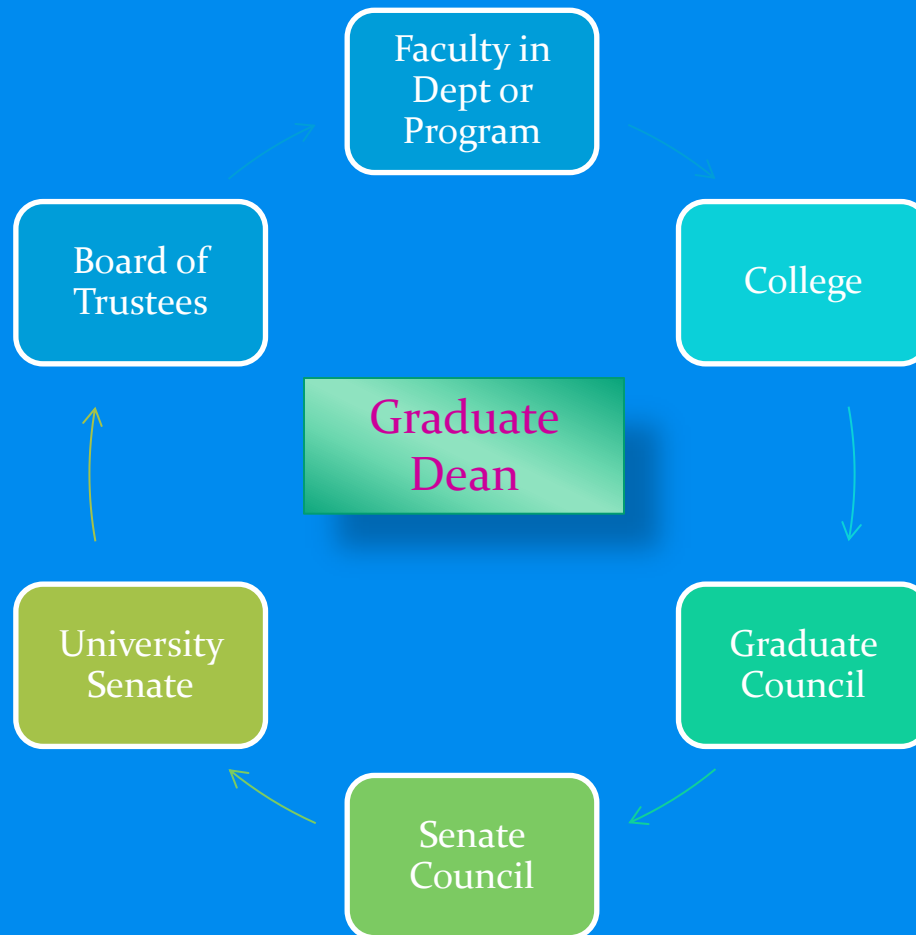 Faculty in
Dept or
Program
College
Graduate
Council
Senate
Council
University
Senate
Board of
Trustees
Graduate
Dean